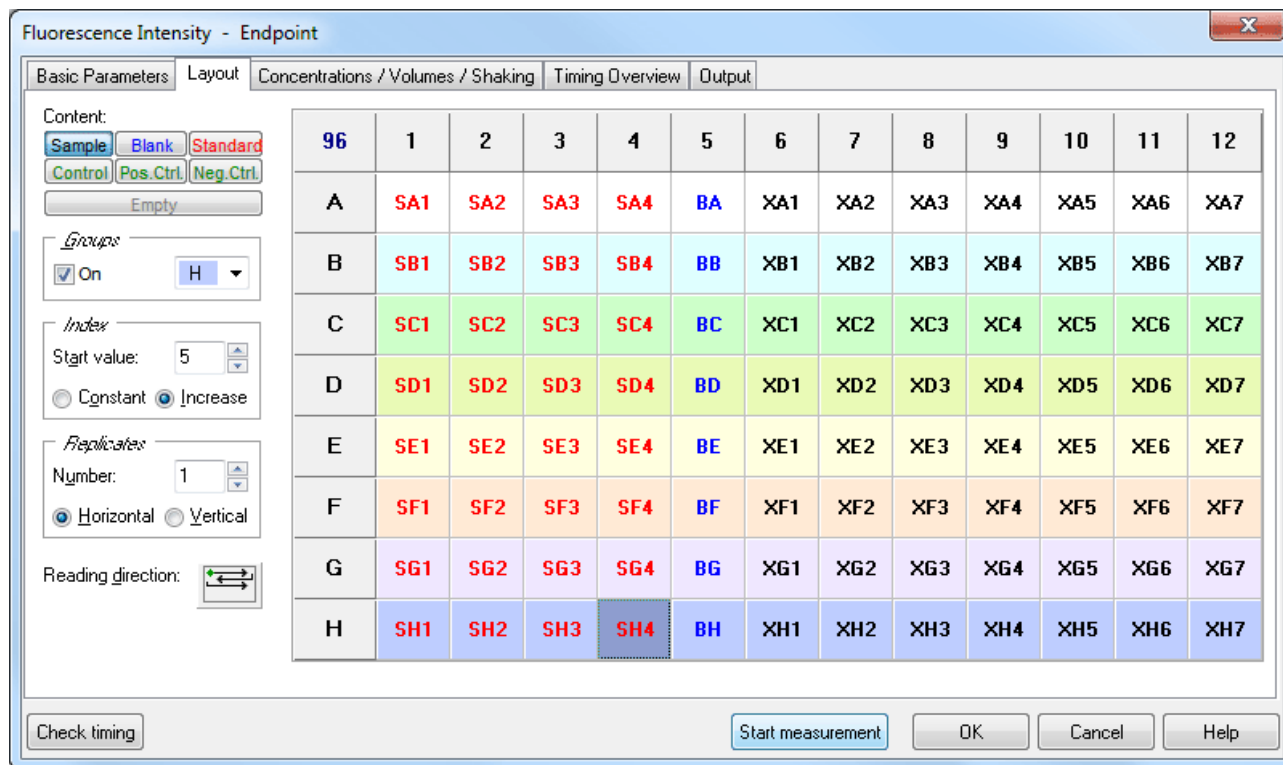 Fluorescence Intensity - Endpoint
Basic Parameters Layout Concentrations / Volumes / Shaking Timing Overview Output
Content:
Sample Blank Standard
Control Pos.Ctrl. Neg.Ctrl.
Empty
Groups
On H
Index
Start value: 5
Constant Increase
Replicates
Number: 1
Horizontal Vertical
Reading direction:
96 1 2 3 4 5 6 7 8 9 10 11 12
A SA1 SA2 SA3 SA4 BA XA1 XA2 XA3 XA4 XA5 XA6 XA7
B SB1 SB2 SB3 SB4 BB XB1 XB2 XB3 XB4 XB5 XB6 XB7
C SC1 SC2 SC3 SC4 BC XC1 XC2 XC3 XC4 XC5 XC6 XC7
D SD1 SD2 SD3 SD4 BD XD1 XD2 XD3 XD4 XD5 XD6 XD7
E SE1 SE2 SE3 SE4 BE XE1 XE2 XE3 XE4 XE5 XE6 XE7
F SF1 SF2 SF3 SF4 BF XF1 XF2 XF3 XF4 XF5 XF6 XF7
G SG1 SG2 SG3 SG4 BG XG1 XG2 XG3 XG4 XG5 XG6 XG7
H SH1 SH2 SH3 SH4 BH XH1 XH2 XH3 XH4 XH5 XH6 XH7
Check timing Start measurement OK Cancel Help